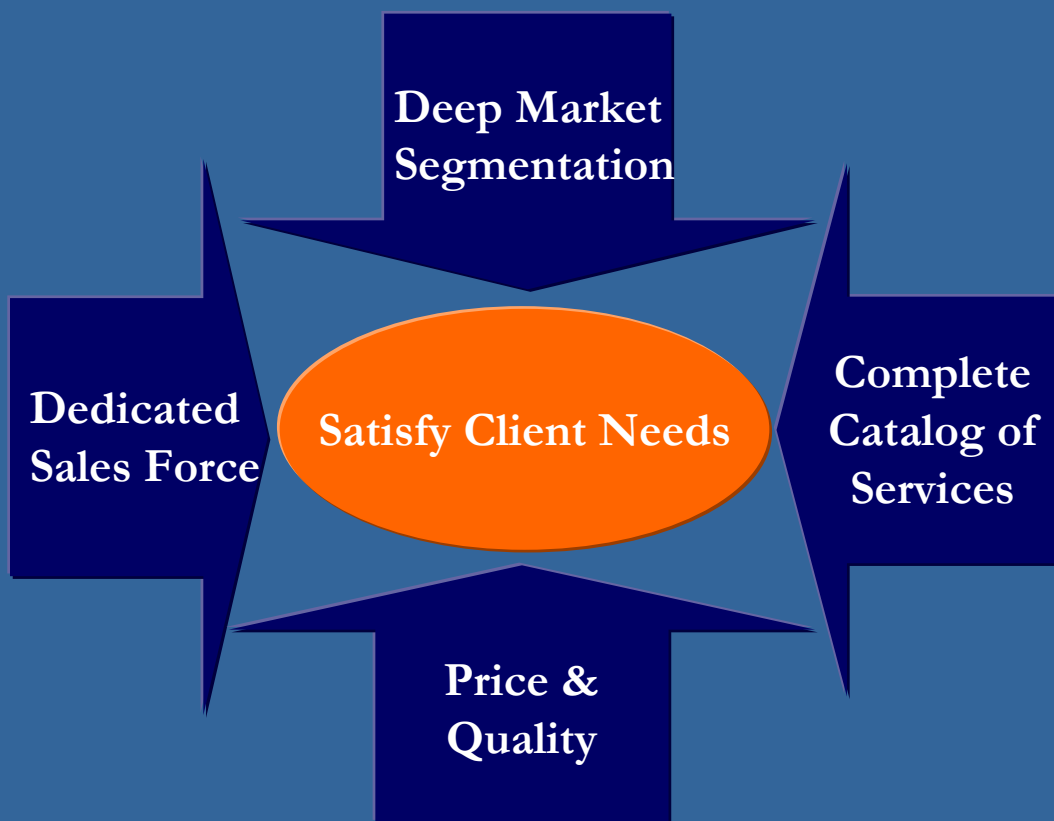 Deep Market
Segmentation
Dedicated
Sales Force
Satisfy Client Needs
Complete
Catalog of
Services
Price &
Quality